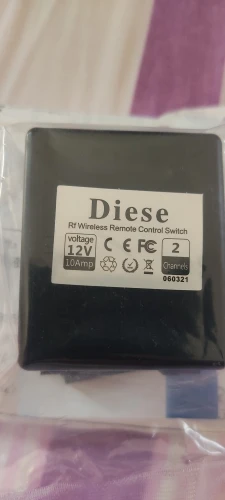 Diese
Rf Wireless Remote Control Switch
voltage
12V
10Amp
CE FC
2
Channels
060321